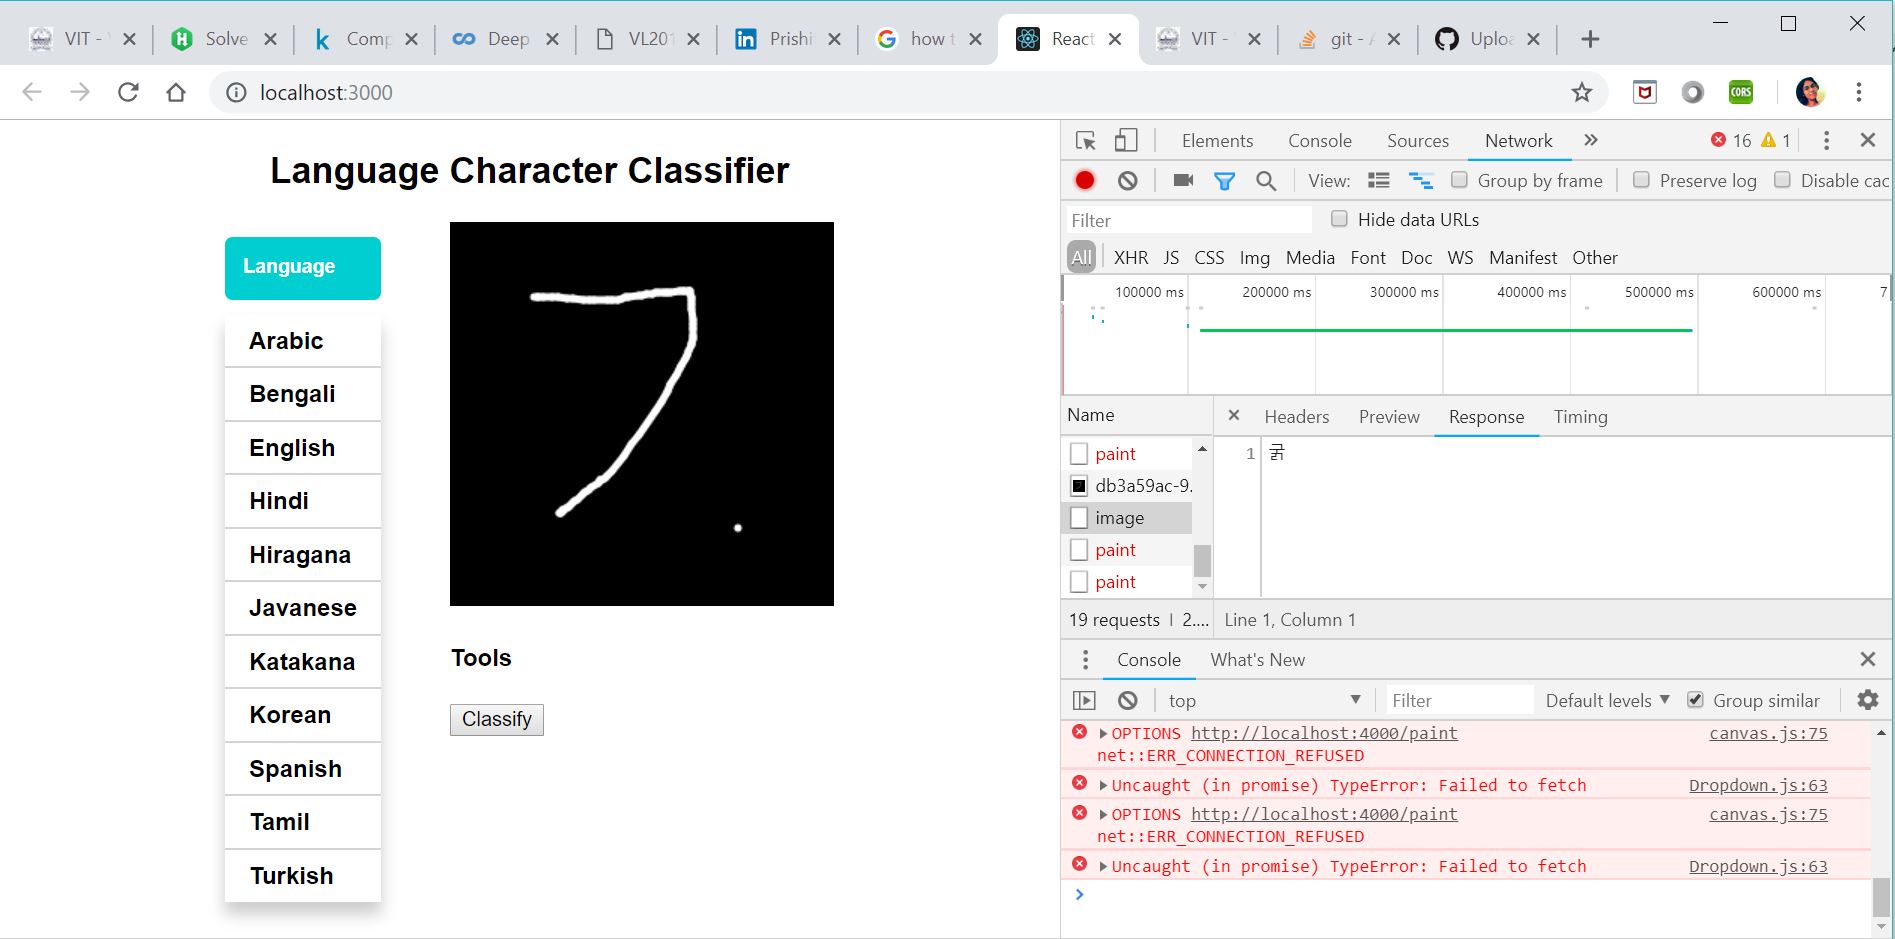 VIT -
Solve
Comp
Deep
VL201
Prishi
how t
React
VIT -
git - A
Uploa
localhost:3000
CORS
Language Character Classifier
Language
Arabic
Bengali
English
Hindi
Hiragana
Javanese
Katakana
Korean
Spanish
Tamil
Turkish
フ
Tools
Classify
Elements Console Sources Network 16 1
View: Group by frame Preserve log Disable cac
Filter Hide data URLs
All XHR JS CSS Img Media Font Doc WS Manifest Other
100000 ms 200000 ms 300000 ms 400000 ms 500000 ms 600000 ms 7
Name
Headers Preview Response Timing
paint
db3a59ac-9.
image
paint
paint
1 굵
19 requests | 2....
Line 1, Column 1
Console What's New
top Filter Default levels Group similar
OPTIONS http://localhost:4000/paint canvas.js:75
net::ERR_CONNECTION_REFUSED
Uncaught (in promise) TypeError: Failed to fetch Dropdown.js:63
OPTIONS http://localhost:4000/paint canvas.js:75
net::ERR_CONNECTION_REFUSED
Uncaught (in promise) TypeError: Failed to fetch Dropdown.js:63